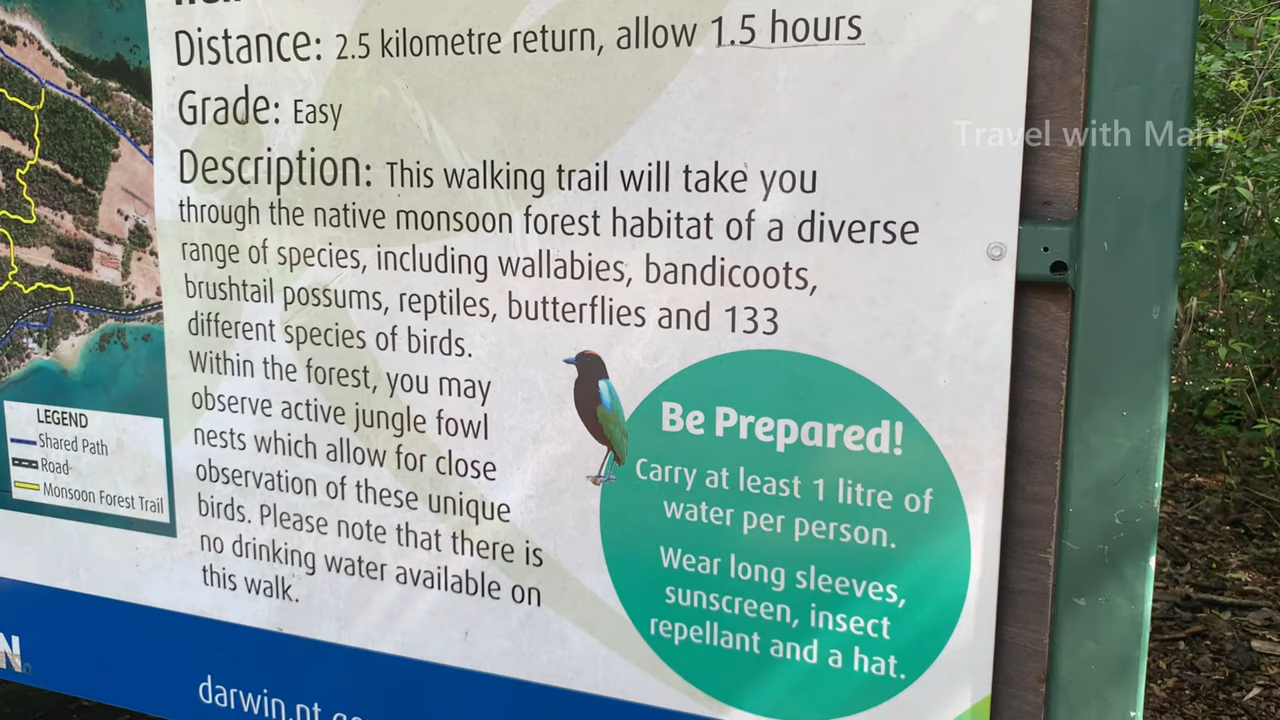 Distance: 2.5 kilometre return, allow 1.5 hours
Grade: Easy
Description: This walking trail will take you
through the native monsoon forest habitat of a diverse
range of species, including wallabies, bandicoots,
brushtail possums, reptiles, butterflies and 133
different species of birds.
Within the forest, you may
observe active jungle fowl
nests which allow for close
observation of these unique
birds. Please note that there is
no drinking water available on
this walk.
Be Prepared!
Carry at least 1 litre of
water per person.
Wear long sleeves,
sunscreen, insect
repellant and a hat.
LEGEND
Shared Path
Road
Monsoon Forest Trail
N
darwin.nt
Travel with Mahi